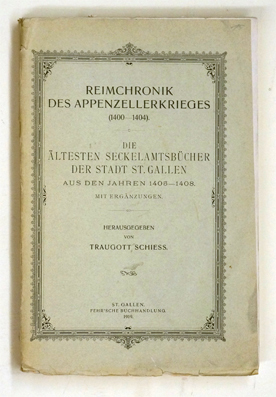 REIMCHRONIK
DES APPENZELLERKRIEGES
(1400—1404).
DIE
ÄLTESTEN SECKELAMTSBÜCHER
DER STADT ST. GALLEN
AUS DEN JAHREN 1406—1408.
MIT ERGÄNZUNGEN.
HERAUSGEGEBEN
VON
TRAUGOTT SCHIESS.
ST. GALLEN.
FEHR'SCHE BUCHHANDLUNG